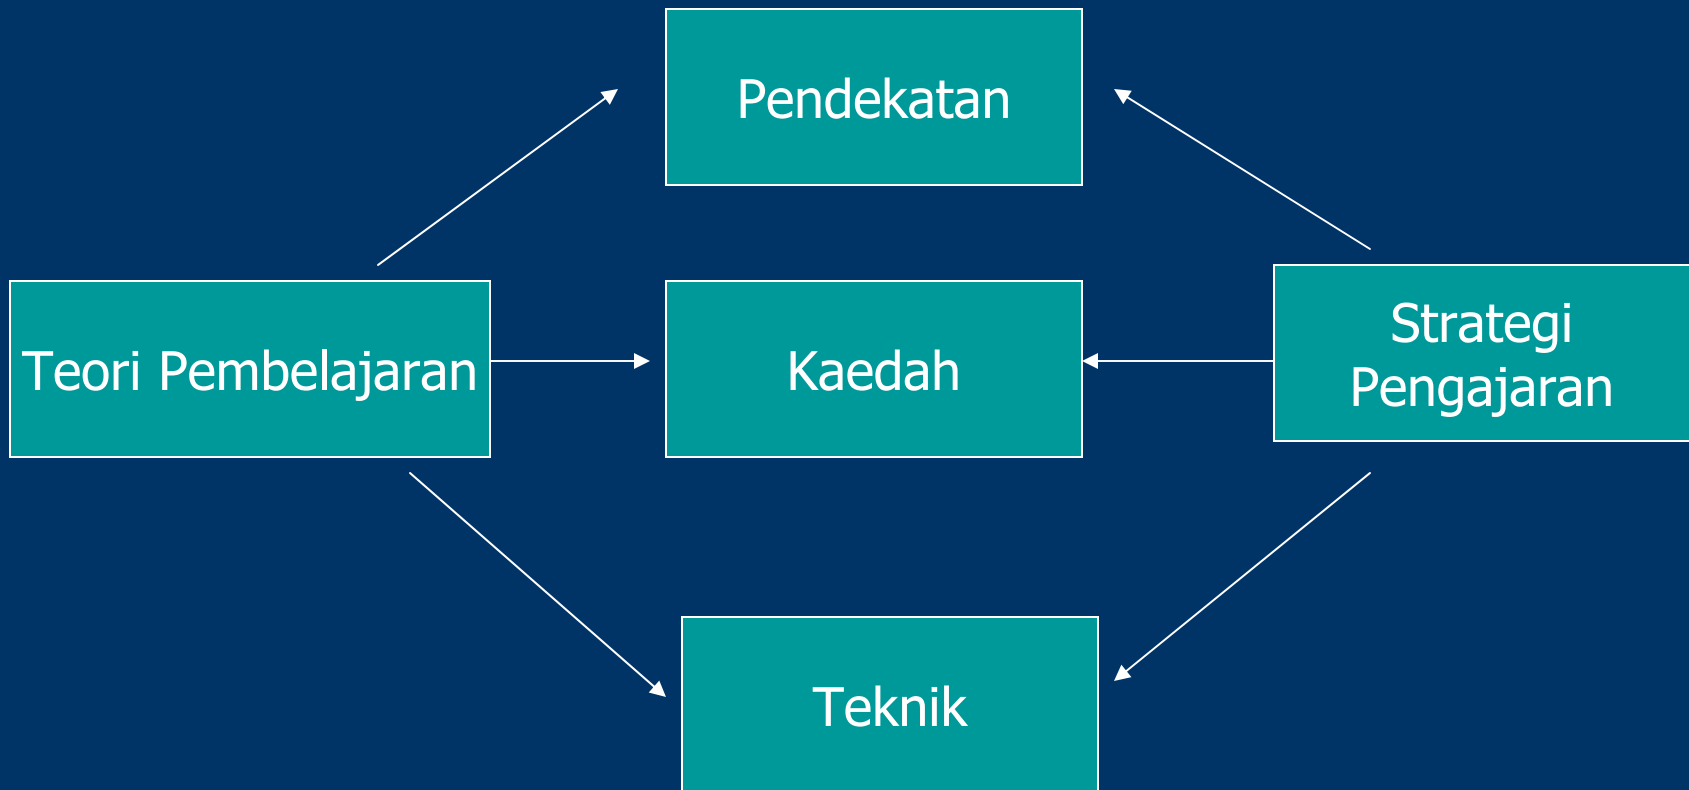 Pendekatan
Teori Pembelajaran
Kaedah
Strategi
Pengajaran
Teknik